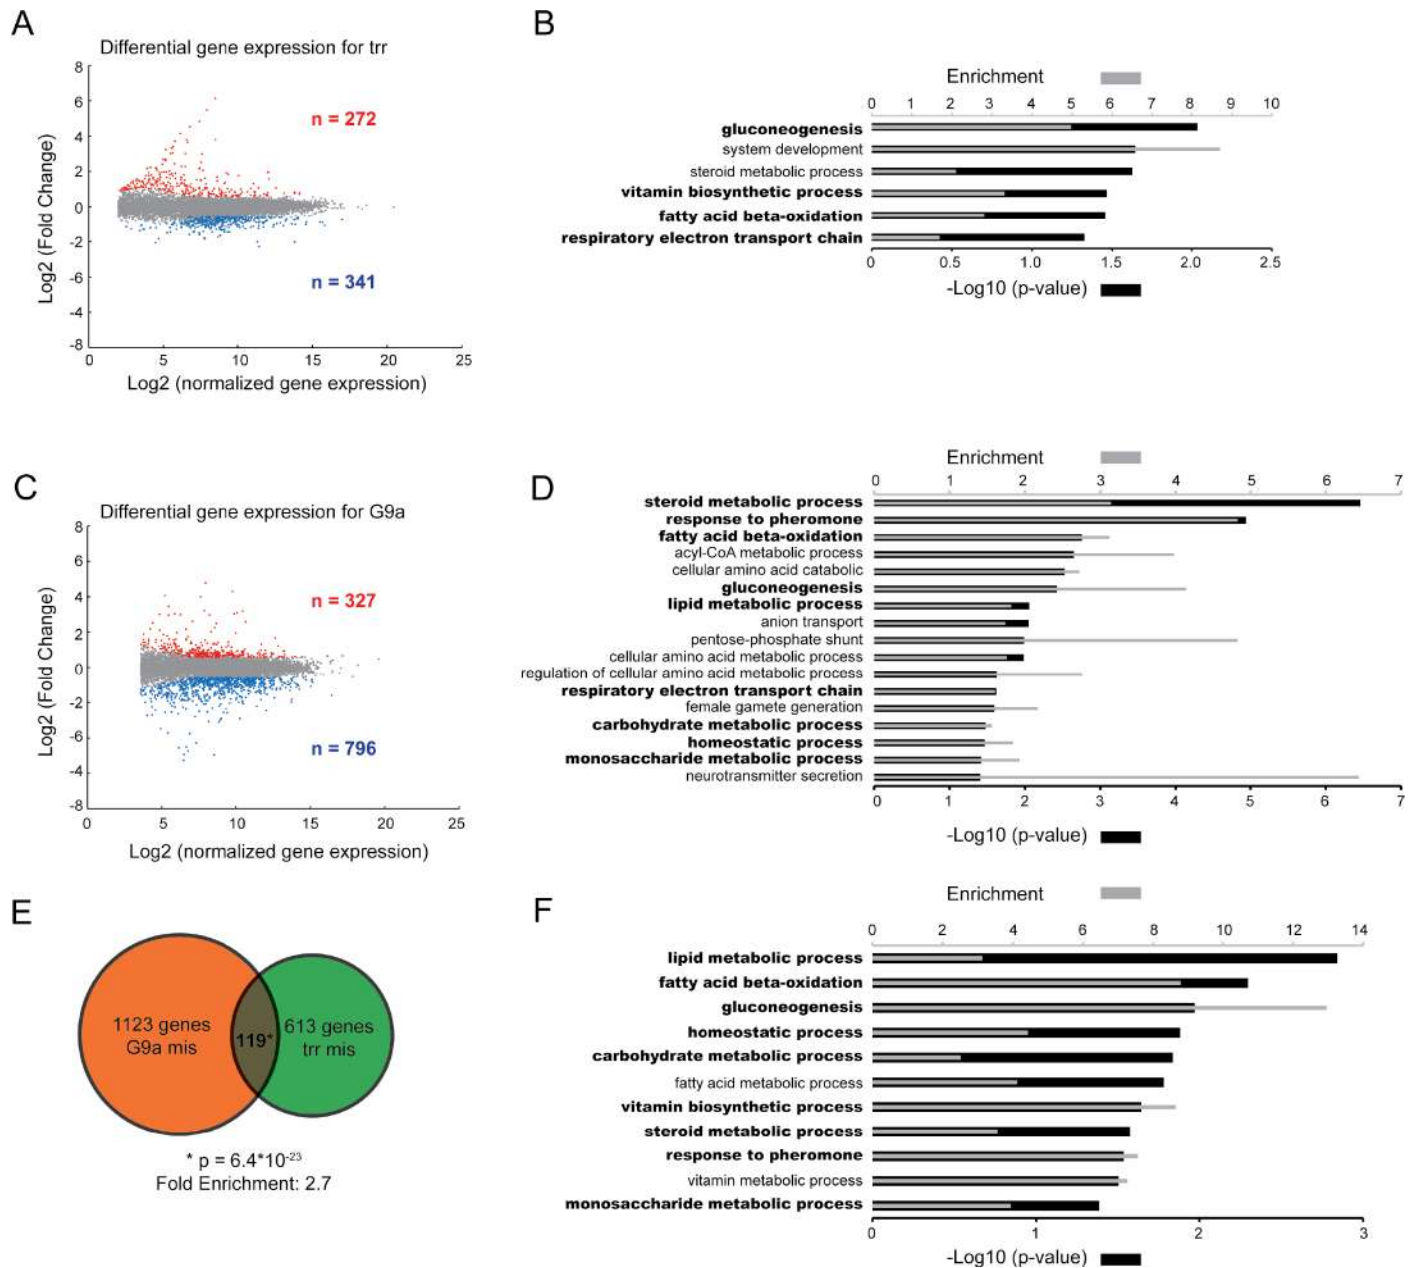 A
Differential gene expression for trr
8
6
4
2
0
-2
-6
-4
-8
0 5 10 15 20 25
Log2 (Fold Change)
Log2 (normalized gene expression)
n = 272
n = 341
B
Enrichment
0 1 2 3 4 5 6 7 8 9 10
gluconeogenesis
system development
steroid metabolic process
vitamin biosynthetic process
fatty acid beta-oxidation
respiratory electron transport chain
0 0.5 1.0 1.5 2.0 2.5
-Log10 (p-value)
C
Differential gene expression for G9a
8
6
4
2
0
-2
-6
-4
-8
0 5 10 15 20 25
Log2 (Fold Change)
Log2 (normalized gene expression)
n = 327
n = 796
D
Enrichment
0 1 2 3 4 5 6 7
steroid metabolic process
response to pheromone
fatty acid beta-oxidation
acyl-CoA metabolic process
cellular amino acid catabolic
gluconeogenesis
lipid metabolic process
anion transport
pentose-phosphate shunt
cellular amino acid metabolic process
regulation of cellular amino acid metabolic process
respiratory electron transport chain
female gamete generation
carbohydrate metabolic process
homeostatic process
monosaccharide metabolic process
neurotransmitter secretion
0 1 2 3 4 5 6 7
-Log10 (p-value)
E
1123 genes
G9a mis
119*
613 genes
trr mis
* p = 6.4*10⁻²³
Fold Enrichment: 2.7
F
Enrichment
0 2 4 6 8 10 12 14
lipid metabolic process
fatty acid beta-oxidation
gluconeogenesis
homeostatic process
carbohydrate metabolic process
fatty acid metabolic process
vitamin biosynthetic process
steroid metabolic process
response to pheromone
vitamin metabolic process
monosaccharide metabolic process
0 1 2 3
-Log10 (p-value)